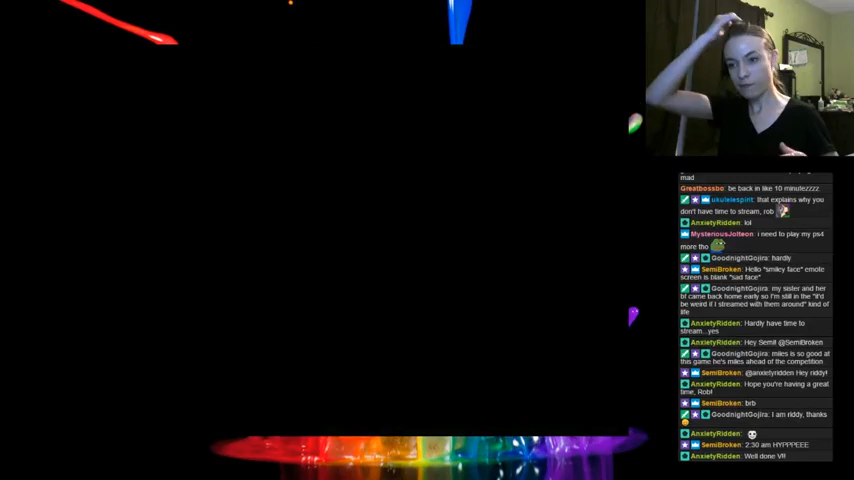 mad
Greatbossbo: be back in like 10 minutezzzz
ukulelespirit: that explains why you
don't have time to stream, rob
AnxietyRidden: lol
MysteriousJolteon: i need to play my ps4
more tho
GoodnightGojira: hardly
SemiBroken: Hello "smiley face" emote
screen is blank "sad face"
GoodnightGojira: my sister and her
bf came back home early so I'm still in the "it'd
be weird if I streamed with them around" kind of
life
AnxietyRidden: Hardly have time to
stream...yes
AnxietyRidden: Hey Semi! @SemiBroken
GoodnightGojira: miles is so good at
this game he's miles ahead of the competition
SemiBroken: @anxietyridden Hey riddy!
AnxietyRidden: Hope you're having a great
time, Rob!
SemiBroken: brb
GoodnightGojira: I am riddy, thanks
AnxietyRidden:
SemiBroken: 2:30 am HYPPPEEE
AnxietyRidden: Well done V!!